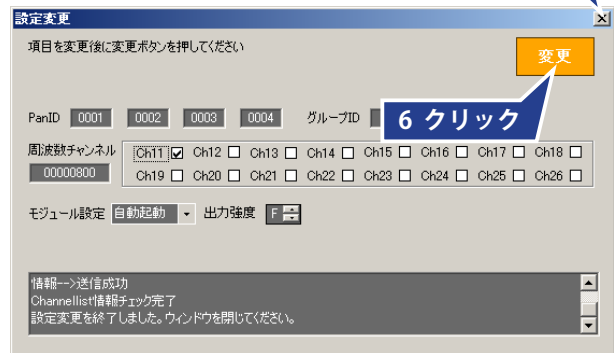 設定変更
項目を変更後に変更ボタンを押してください
変更
PanID 0001 0002 0003 0004 グループID
6 クリック
周波数チャンネル Ch11 Ch12 Ch13 Ch14 Ch15 Ch16 Ch17 Ch18
00000800 Ch19 Ch20 Ch21 Ch22 Ch23 Ch24 Ch25 Ch26
モジュール設定 自動起動 出力強度 F
情報-->送信成功
Channellist情報チェック完了
設定変更を終了しました。ウィンドウを閉じてください。